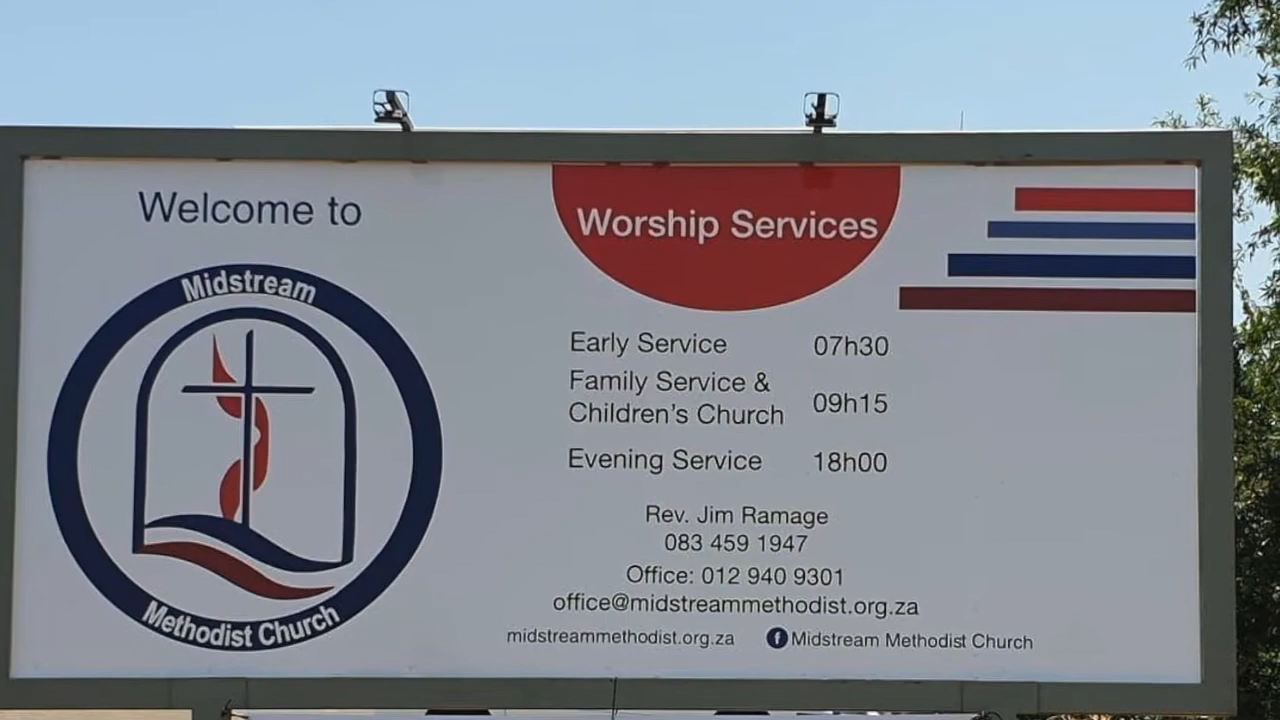 Welcome to
Midstream
Methodist Church
Worship Services
Early Service 07h30
Family Service &
Children's Church 09h15
Evening Service 18h00
Rev. Jim Ramage
083 459 1947
Office: 012 940 9301
office@midstreammethodist.org.za
midstreammethodist.org.za f Midstream Methodist Church